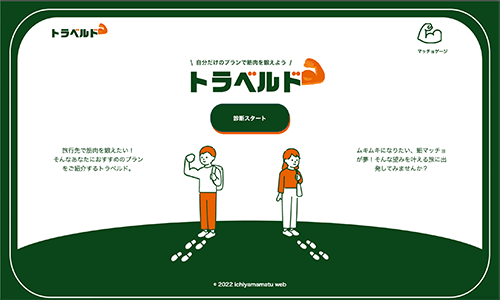 トラベルド
マッチョゲージ
\ 自分だけのプランで筋肉を鍛えよう /
トラベルド
診断スタート
旅行先で筋肉を鍛えたい！
そんなあなたにおすすめのプラン
をご紹介するトラベルド。
ムキムキになりたい、細マッチョ
が夢！そんな望みを叶える旅に出
発してみませんか？
© 2022 ichiyamamatu web